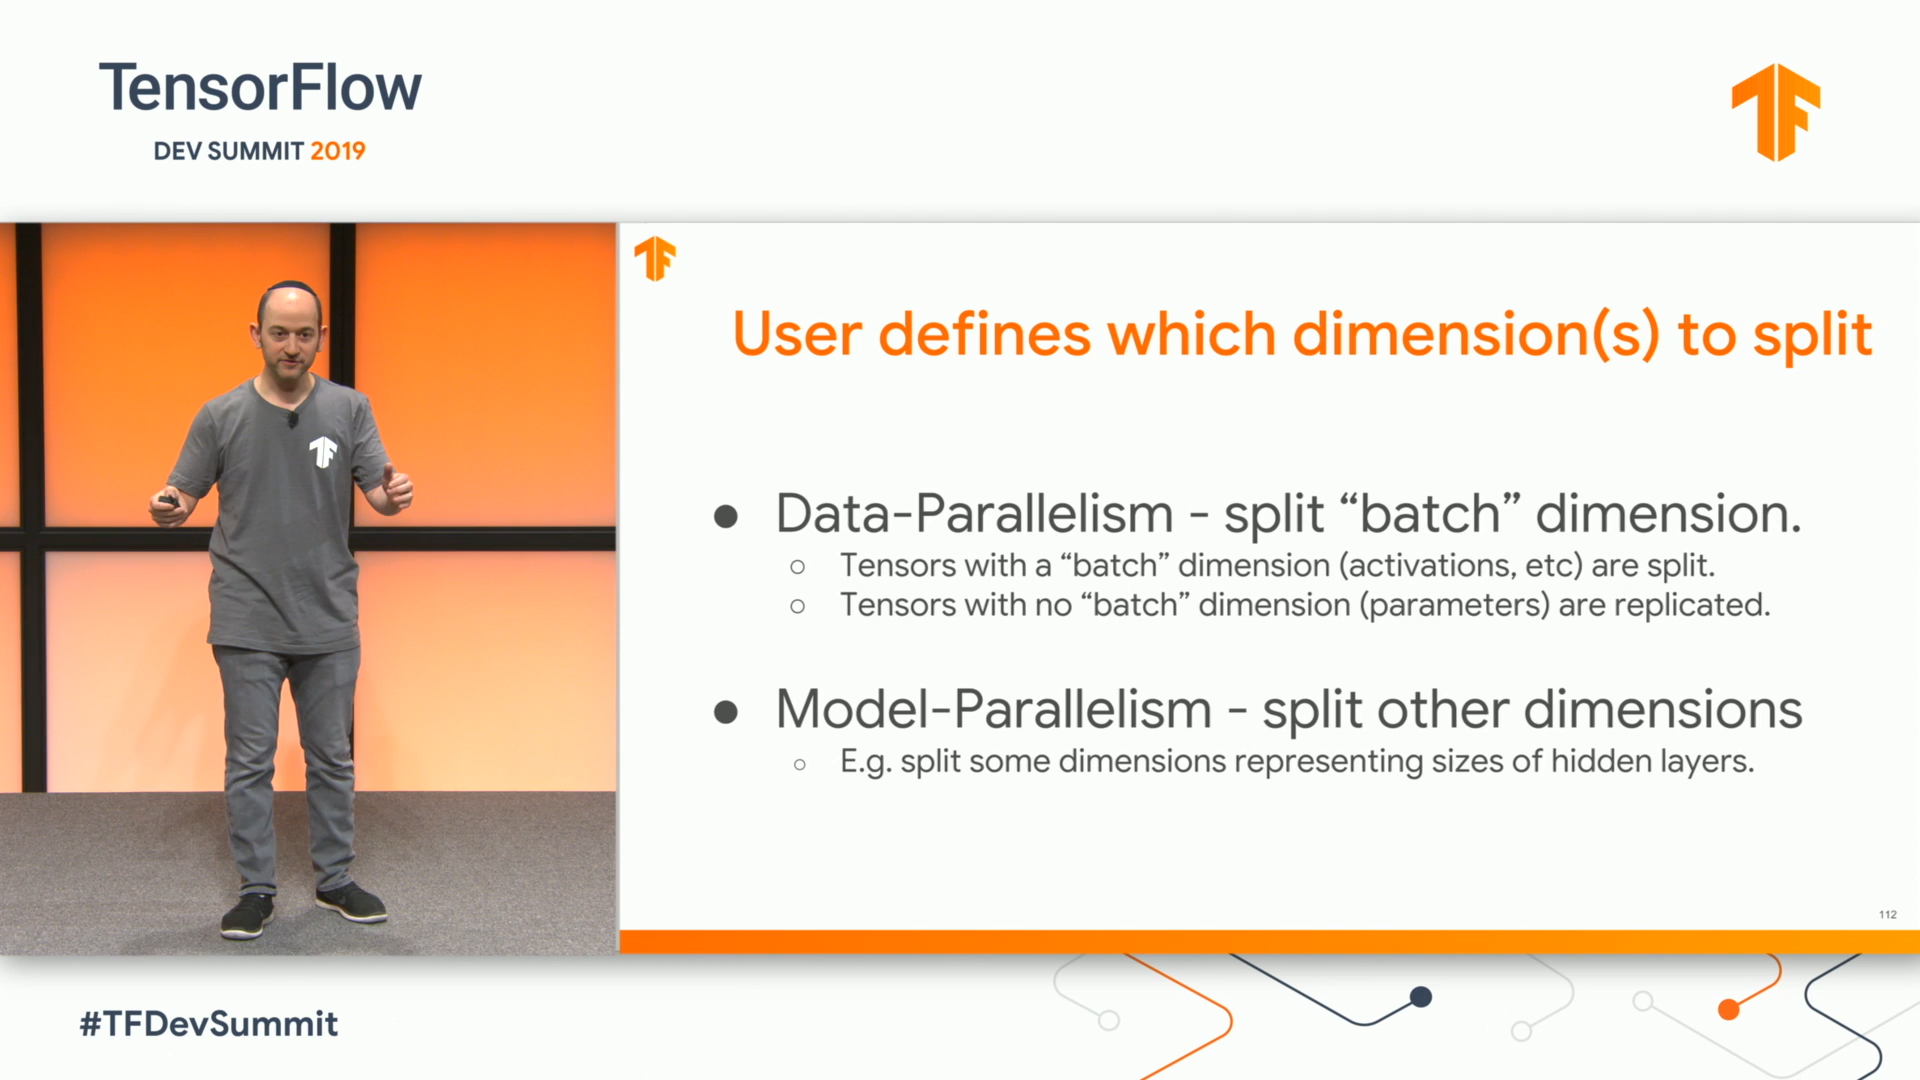 TensorFlow
DEV SUMMIT 2019
User defines which dimension(s) to split
● Data-Parallelism - split “batch” dimension.
○ Tensors with a “batch” dimension (activations, etc) are split.
○ Tensors with no “batch” dimension (parameters) are replicated.
● Model-Parallelism - split other dimensions
○ E.g. split some dimensions representing sizes of hidden layers.
112
#TFDevSummit